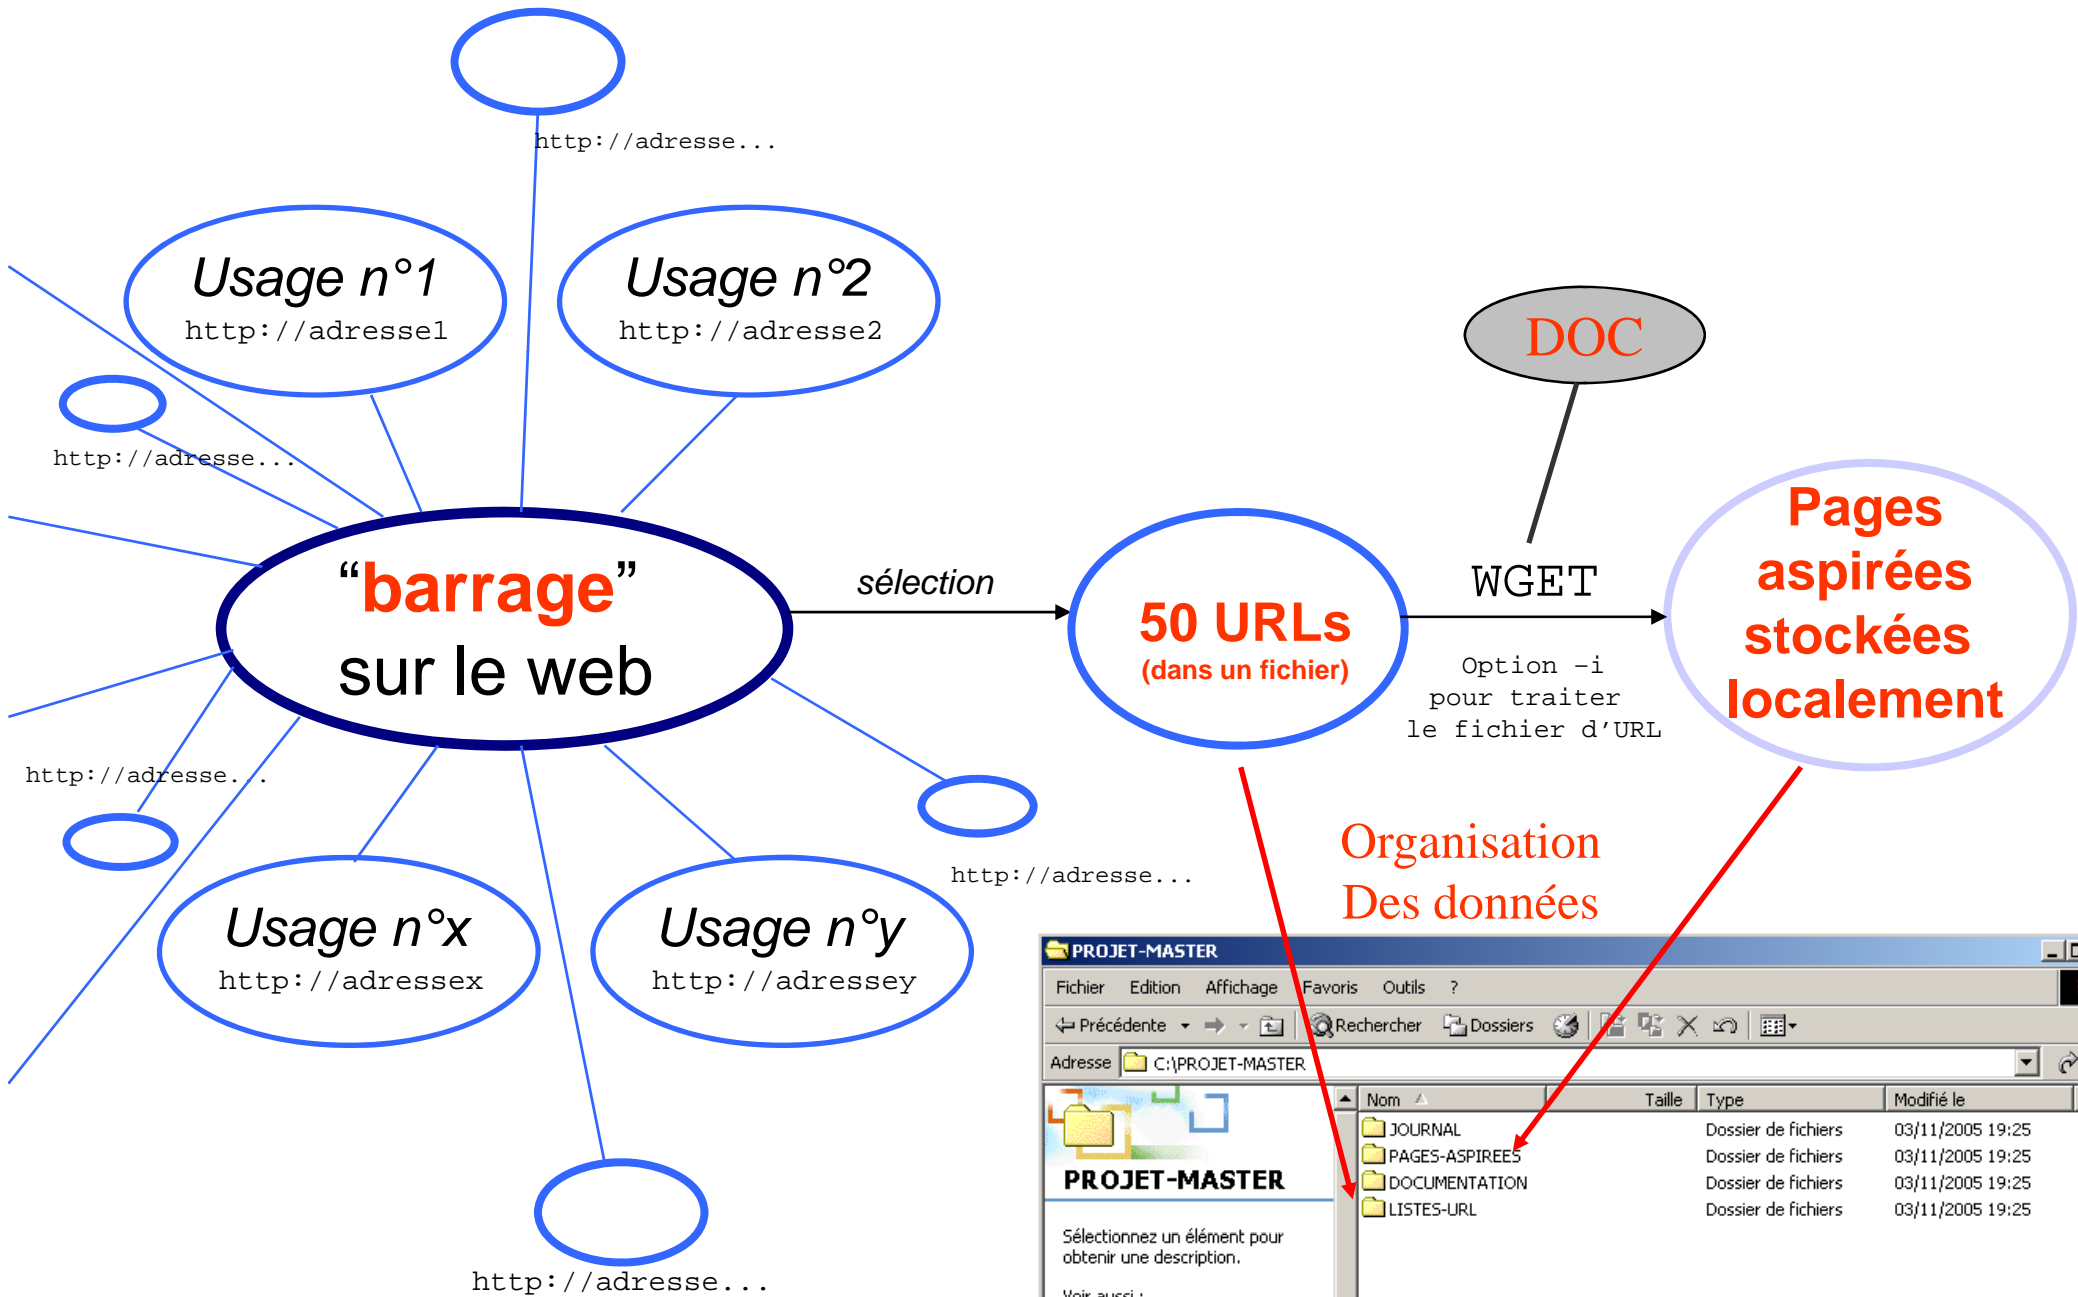 http://adresse...
Usage n°1
http://adresse1
Usage n°2
http://adresse2
DOC
http://adresse...
“barrage”
sur le web
sélection
50 URLs
(dans un fichier)
WGET
Option –i
pour traiter
le fichier d’URL
Pages
aspirées
stockées
localement
http://adresse...
http://adresse...
Usage n°x
http://adressex
Usage n°y
http://adressey
http://adresse...
Organisation
Des données
PROJET-MASTER
Fichier Edition Affichage Favoris Outils ?
Précédente Rechercher Dossiers
Adresse C:\PROJET-MASTER
Nom Taille Type Modifié le
JOURNAL Dossier de fichiers 03/11/2005 19:25
PAGES-ASPIREES Dossier de fichiers 03/11/2005 19:25
DOCUMENTATION Dossier de fichiers 03/11/2005 19:25
LISTES-URL Dossier de fichiers 03/11/2005 19:25
PROJET-MASTER
Sélectionnez un élément pour
obtenir une description.
Voir aussi :